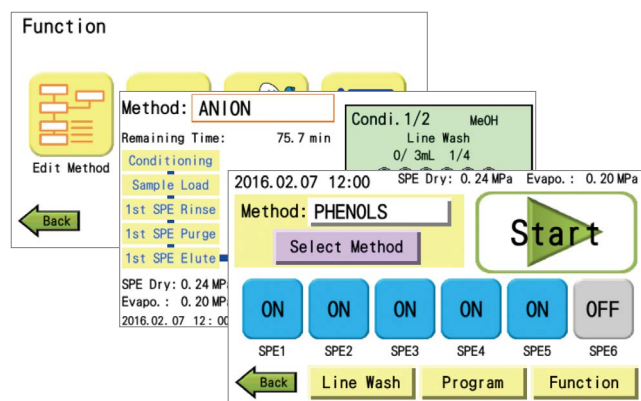 Function
Edit Method
Back
Method: ANION
Remaining Time: 75.7 min
Conditioning
Sample Load
1st SPE Rinse
1st SPE Purge
1st SPE Elute
SPE Dry: 0.24 MP
Evapo.: 0.20 MP
2016.02.07 12:00
Condi.1/2 MeOH
Line Wash
0/ 3mL 1/4
2016.02.07 12:00 SPE Dry: 0.24 MPa Evapo.: 0.20 MPa
Method: PHENOLS
Select Method
Start
ON ON ON ON ON OFF
SPE1 SPE2 SPE3 SPE4 SPE5 SPE6
Back Line Wash Program Function